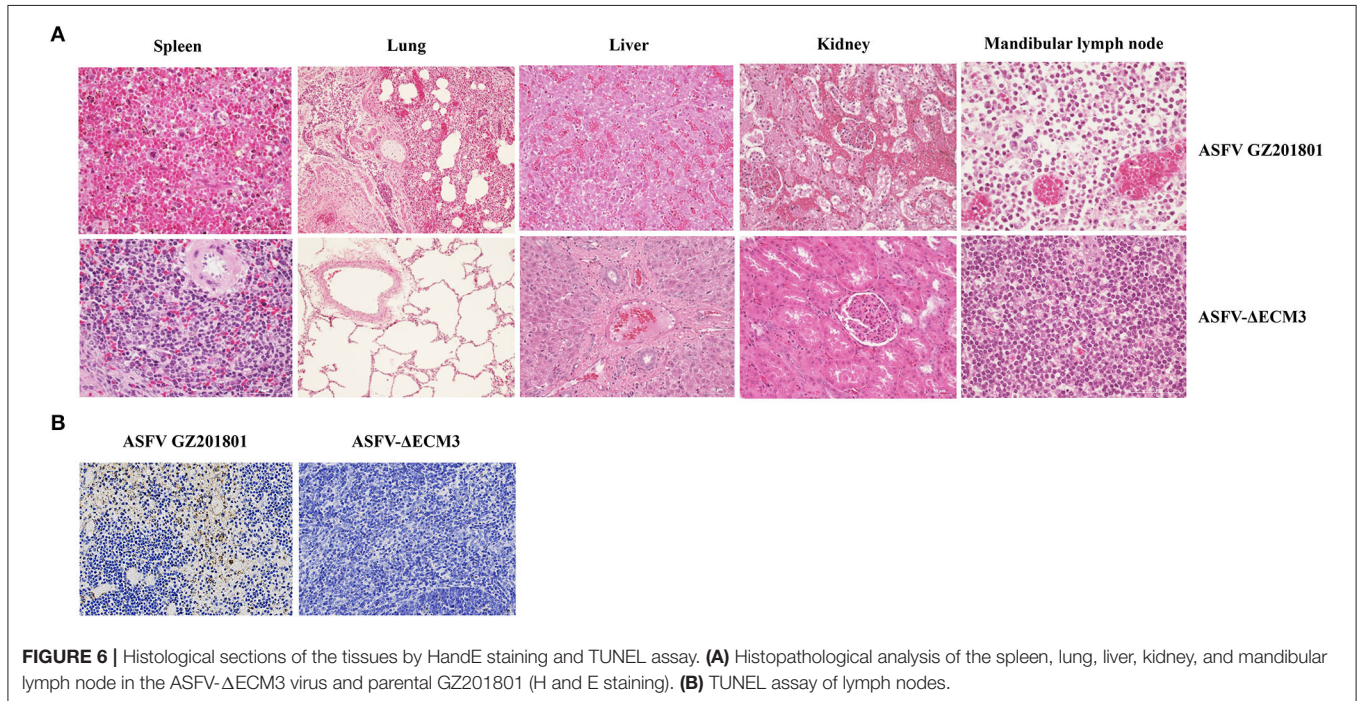 A
Spleen Lung Liver Kidney Mandibular lymph node
ASFV GZ201801
ASFV-ΔECM3
B
ASFV GZ201801 ASFV-ΔECM3
FIGURE 6 | Histological sections of the tissues by HandE staining and TUNEL assay. (A) Histopathological analysis of the spleen, lung, liver, kidney, and mandibular
lymph node in the ASFV-ΔECM3 virus and parental GZ201801 (H and E staining). (B) TUNEL assay of lymph nodes.